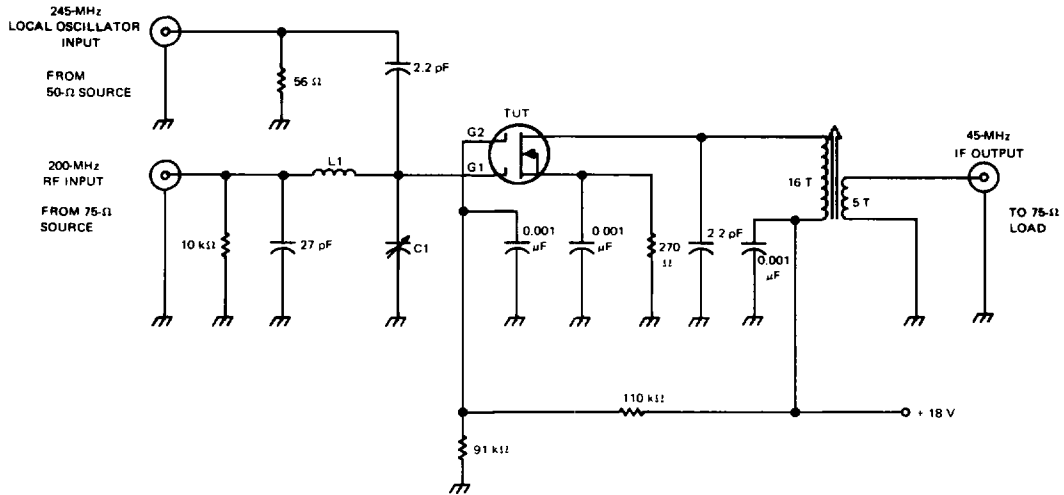 245-MHz
LOCAL OSCILLATOR
INPUT
FROM
50-Ω SOURCE
56 Ω
2.2 pF
TUT
G2
G1
200-MHz
RF INPUT
FROM 75-Ω
SOURCE
L1
10 kΩ
27 pF
C1
0.001
μF
0.001
μF
270
Ω
2.2 pF
0.001
μF
16 T
5 T
45-MHz
IF OUTPUT
TO 75-Ω
LOAD
110 kΩ
+ 18 V
91 kΩ